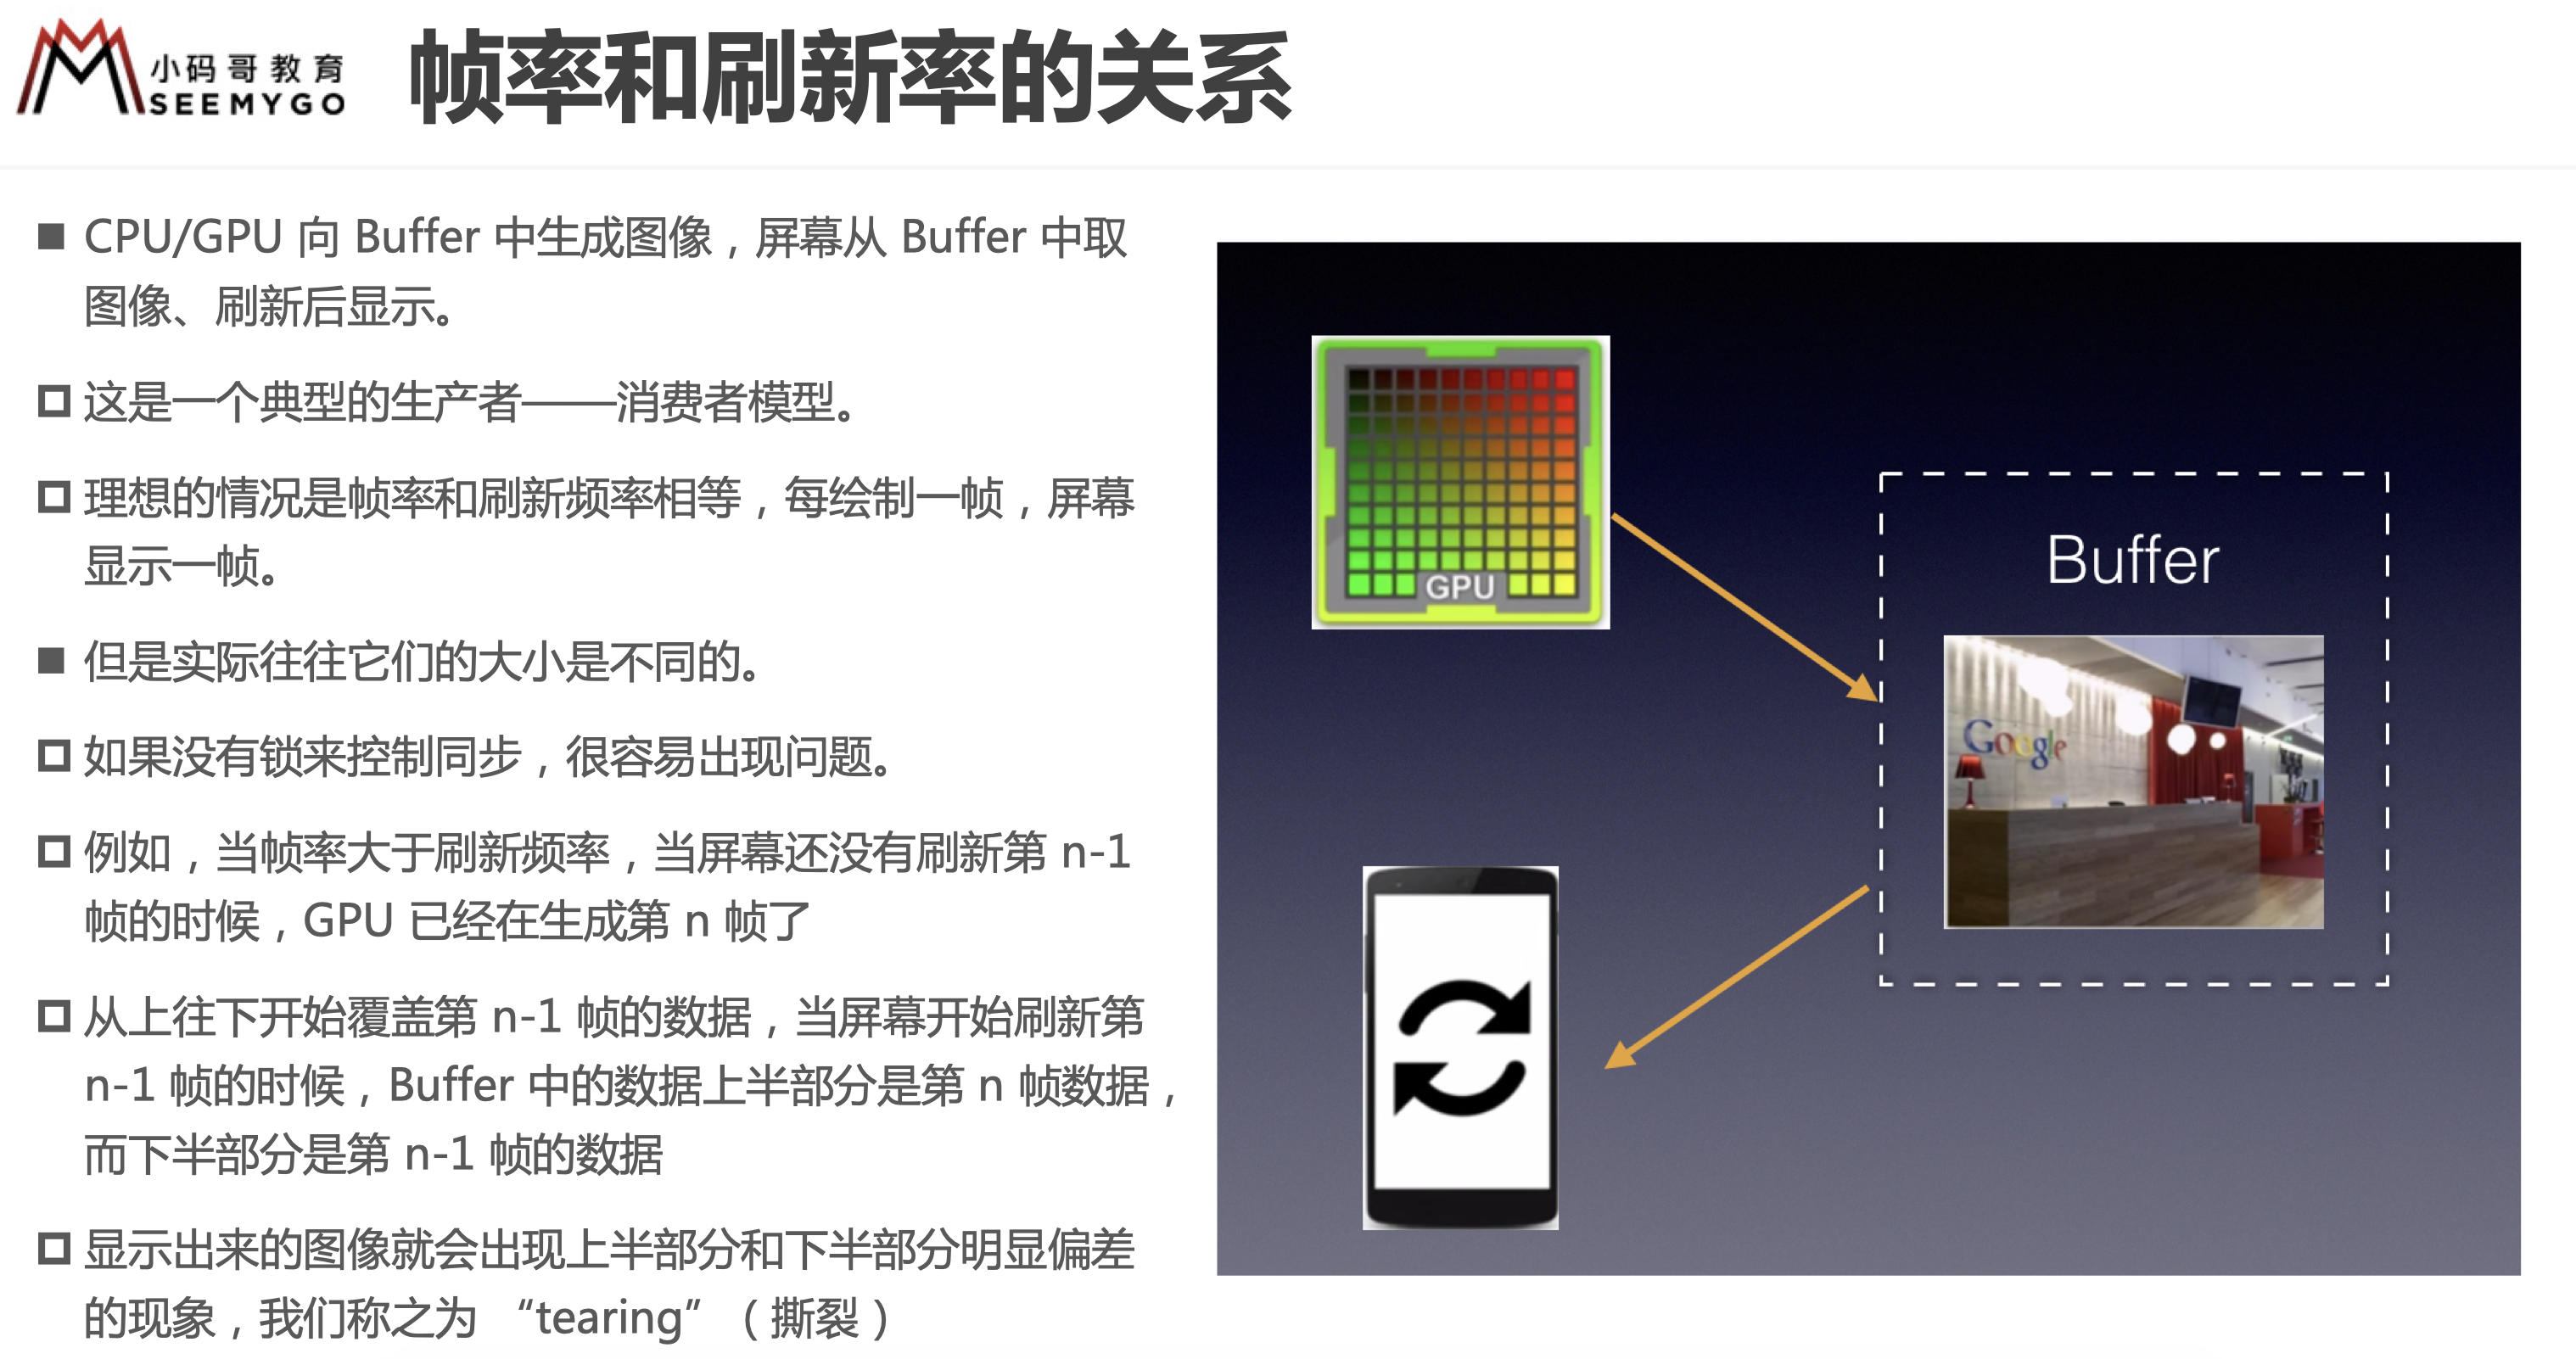 小码哥教育
SEEMYGO
帧率和刷新率的关系
CPU/GPU 向 Buffer 中生成图像，屏幕从 Buffer 中取
图像、刷新后显示。
这是一个典型的生产者——消费者模型。
理想的情况是帧率和刷新频率相等，每绘制一帧，屏幕
显示一帧。
但是实际往往它们的大小是不同的。
如果没有锁来控制同步，很容易出现问题。
例如，当帧率大于刷新频率，当屏幕还没有刷新第 n-1
帧的时候，GPU 已经在生成第 n 帧了
从上往下开始覆盖第 n-1 帧的数据，当屏幕开始刷新第
n-1 帧的时候，Buffer 中的数据上半部分是第 n 帧数据，
而下半部分是第 n-1 帧的数据
显示出来的图像就会出现上半部分和下半部分明显偏差
的现象，我们称之为 “tearing”（撕裂）
GPU
Buffer
Google